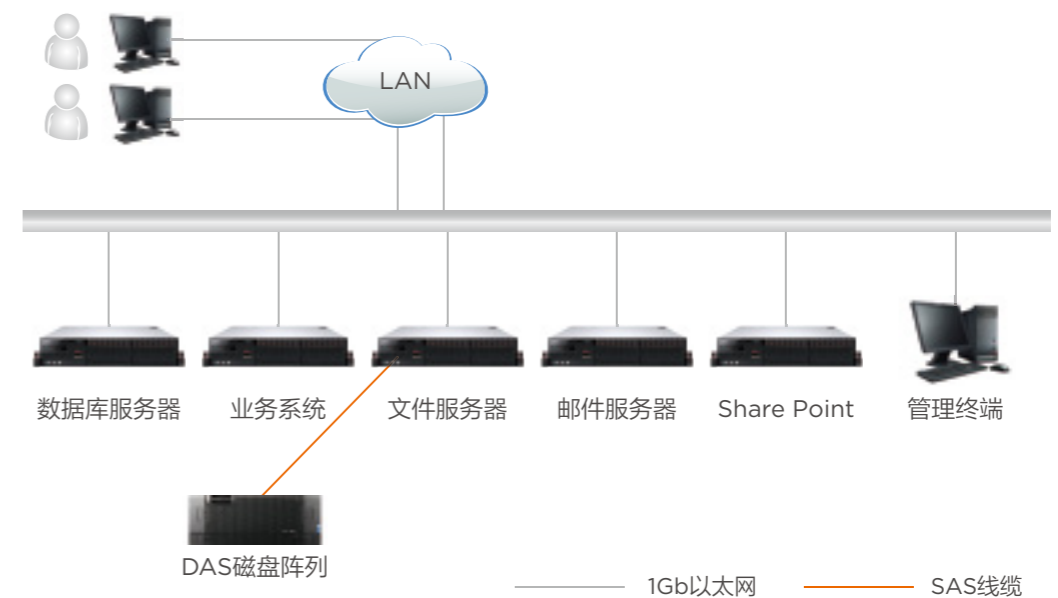 LAN
数据库服务器
业务系统
文件服务器
邮件服务器
Share Point
管理终端
DAS磁盘阵列
1Gb以太网
SAS线缆